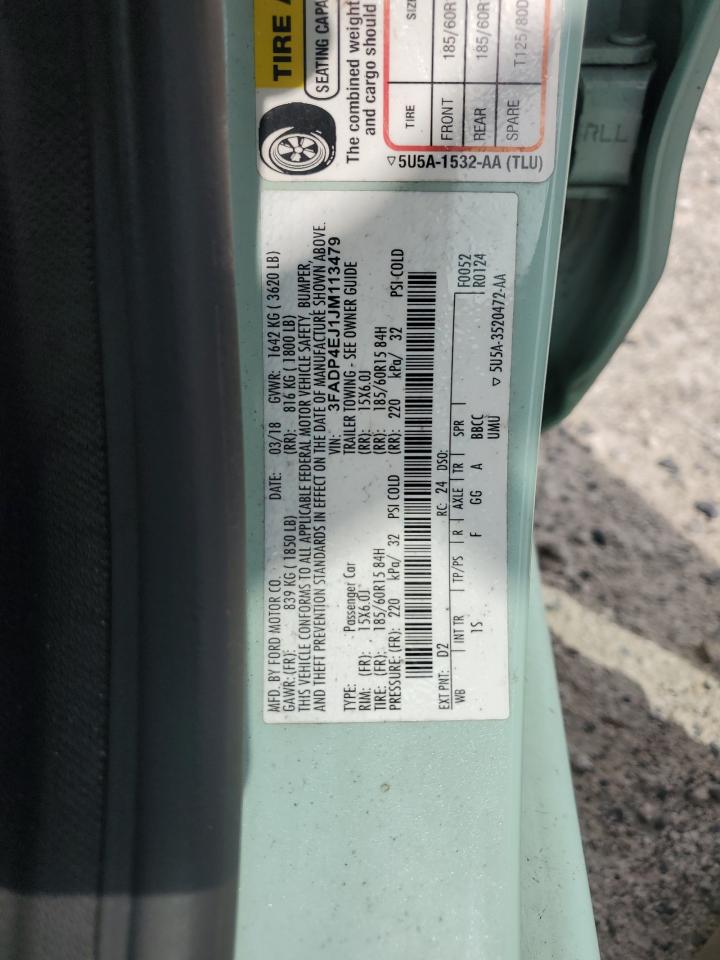 TIRE A
SEATING CAPA
The combined weight
and cargo should
TIRE SIZ
FRONT 185/60R
REAR 185/60R
SPARE T125/80D
5U5A-1532-AA (TLU)
RLL
MFD. BY FORD MOTOR CO. DATE: 03/18 GVWR: 1642 KG ( 3620 LB)
GAWR:(FR): 839 KG ( 1850 LB) (RR): 816 KG ( 1800 LB)
THIS VEHICLE CONFORMS TO ALL APPLICABLE FEDERAL MOTOR VEHICLE SAFETY, BUMPER,
AND THEFT PREVENTION STANDARDS IN EFFECT ON THE DATE OF MANUFACTURE SHOWN ABOVE.
VIN: 3FADP4EJ1JM113479
TYPE: Passenger Car TRAILER TOWING - SEE OWNER GUIDE
RIM: (FR): 15X6.0J (RR): 15X6.0J
TIRE: (FR): 185/60R15 84H (RR): 185/60R15 84H
PRESSURE:(FR): 220 kPa/ 32 PSI COLD (RR): 220 kPa/ 32 PSI-COLD
EXT PNT: D2 RC: 24 DSO: F0052
WB INT TR TP/PS R AXLE TR SPR R0124
15 F GG A BBCC
UMU 5U5A-3520472-AA